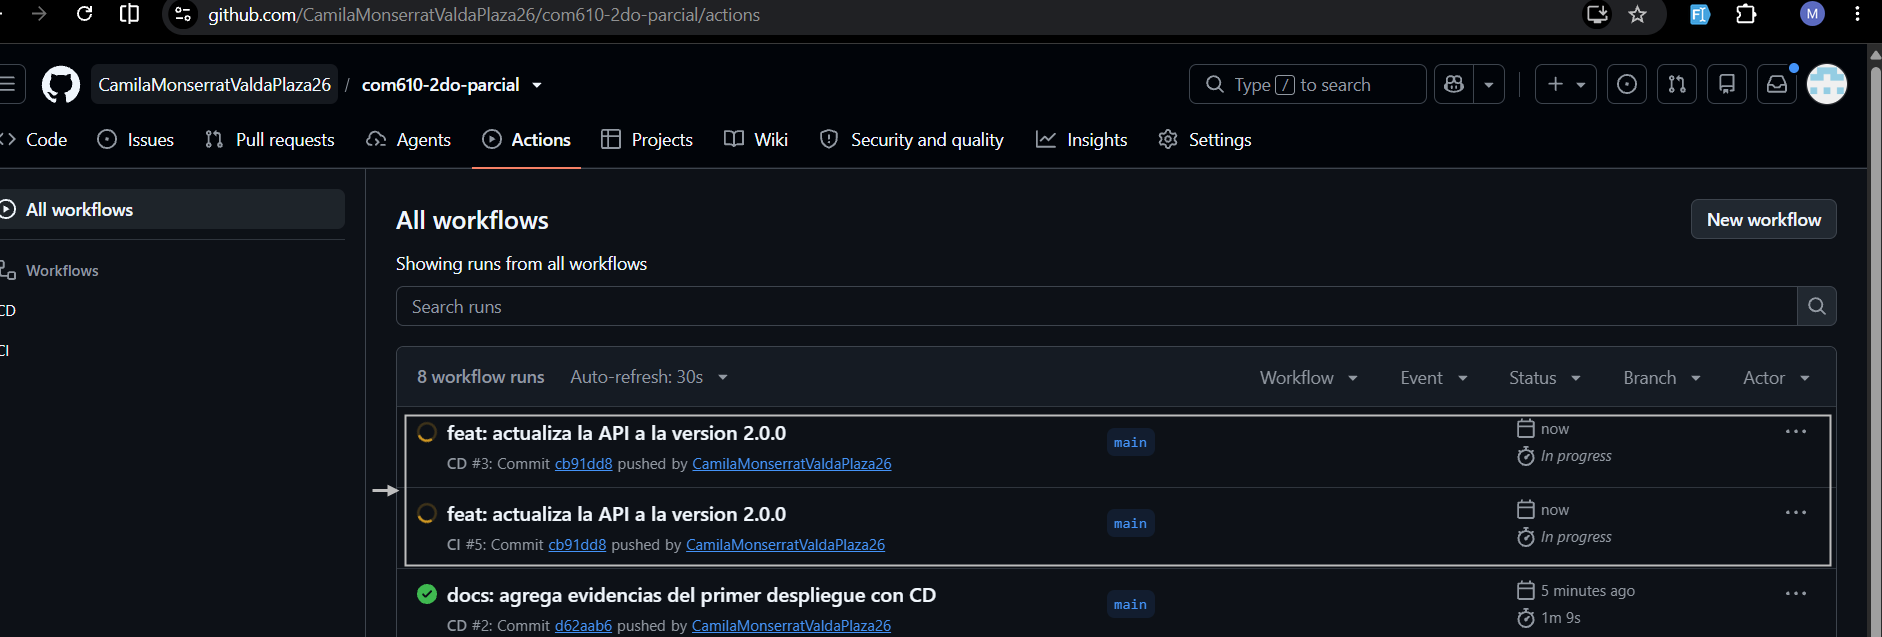 github.com/CamilaMonserratValdaPlaza26/com610-2do-parcial/actions
M
CamilaMonserratValdaPlaza26 / com610-2do-parcial
Type / to search
Code Issues Pull requests Agents Actions Projects Wiki Security and quality Insights Settings
All workflows
Workflows
CD
CI
All workflows
New workflow
Showing runs from all workflows
Search runs
8 workflow runs Auto-refresh: 30s Workflow Event Status Branch Actor
feat: actualiza la API a la version 2.0.0
CD #3: Commit cb91dd8 pushed by CamilaMonserratValdaPlaza26
main
now
In progress
feat: actualiza la API a la version 2.0.0
CI #5: Commit cb91dd8 pushed by CamilaMonserratValdaPlaza26
main
now
In progress
docs: agrega evidencias del primer despliegue con CD
CD #2: Commit d62aab6 pushed by CamilaMonserratValdaPlaza26
main
5 minutes ago
1m 9s